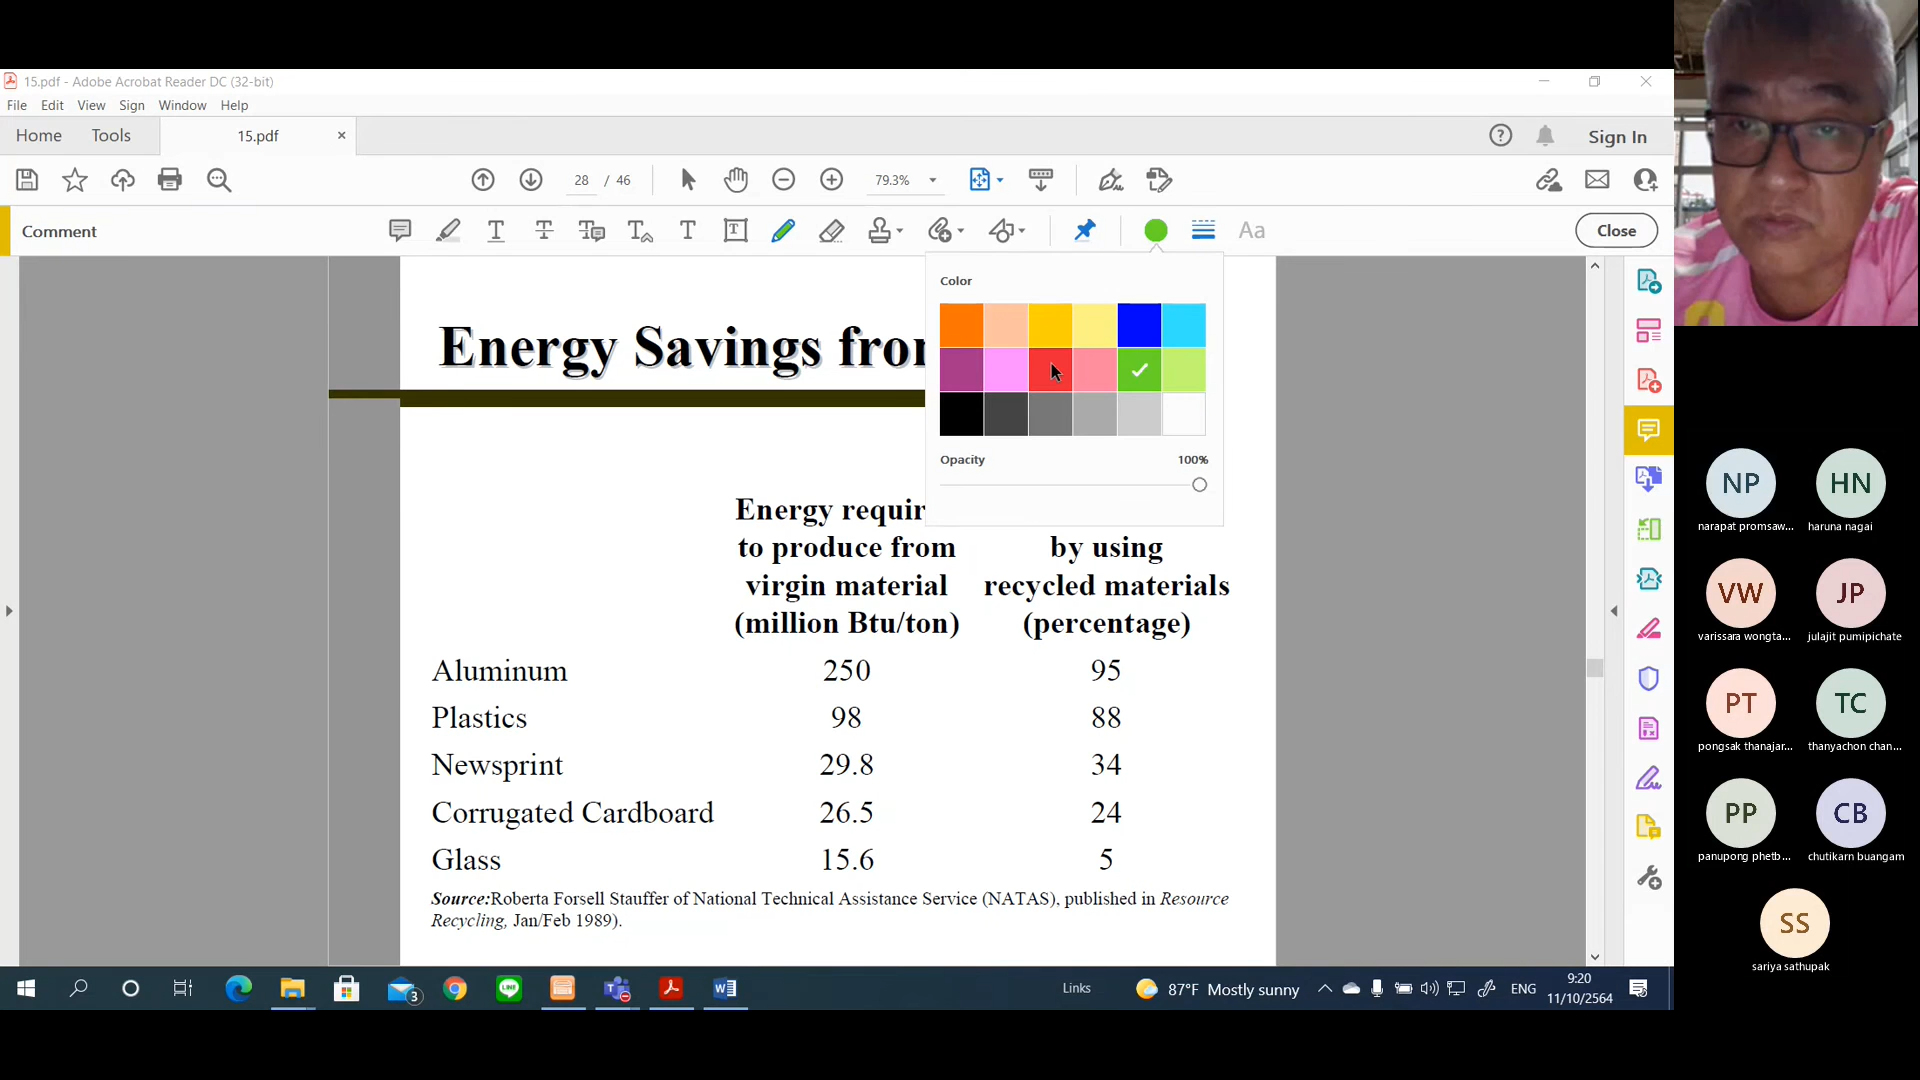 15.pdf - Adobe Acrobat Reader DC (32-bit)
File Edit View Sign Window Help
Home Tools 15.pdf Sign In
28 / 46 79.3%
Comment Aa Close
Color
Opacity 100%
Energy Savings from
Energy requir
to produce from by using
virgin material recycled materials
(million Btu/ton) (percentage)
Aluminum 250 95
Plastics 98 88
Newsprint 29.8 34
Corrugated Cardboard 26.5 24
Glass 15.6 5
Source:Roberta Forsell Stauffer of National Technical Assistance Service (NATAS), published in Resource
Recycling, Jan/Feb 1989).
NP HN
narapat promsaw... haruna nagai
VW JP
varissara wongta... julajit pumipichate
PT TC
pongsak thanajar... thanyachon chan...
PP CB
panupong phetb... chutikarn buangam
SS
sariya sathupak
3 LINE Links 87°F Mostly sunny ENG 9:20
11/10/2564